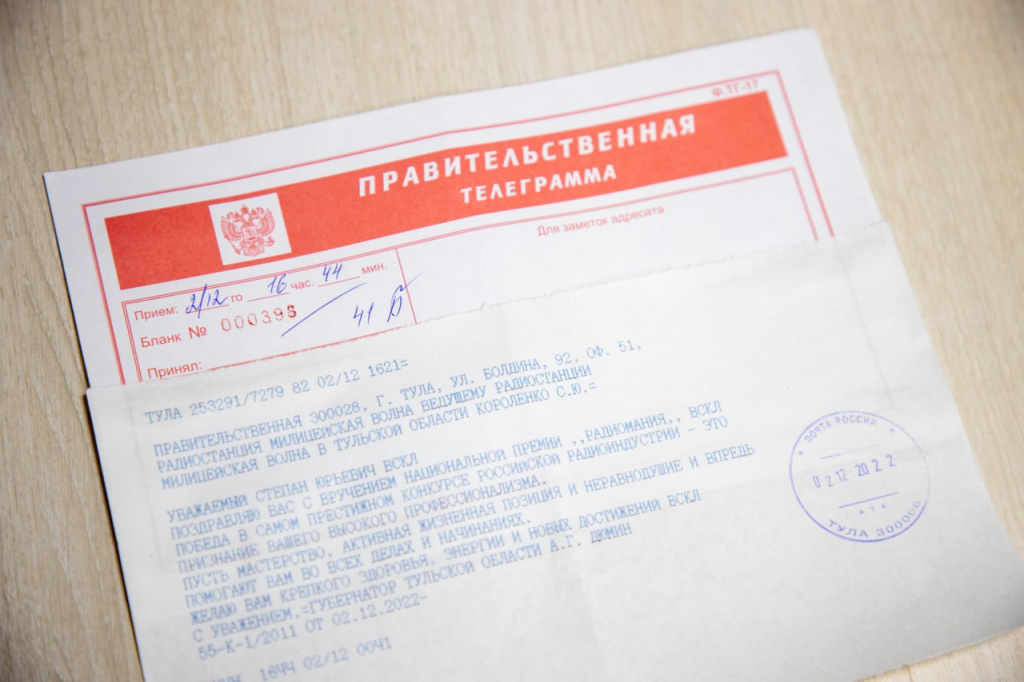 Ф.ТГ-17
ПРАВИТЕЛЬСТВЕННАЯ
ТЕЛЕГРАММА
Для заметок адресата
Прием: 2/12 го 16 час. 44 мин.
Бланк № 000398
41 Б
Принял:
ТУЛА 253291/7279 82 02/12 1621=
ПРАВИТЕЛЬСТВЕННАЯ 300028, Г. ТУЛА, УЛ. БОЛДИНА, 92, ОФ. 51,
РАДИОСТАНЦИЯ МИЛИЦЕЙСКАЯ ВОЛНА ВЕДУЩЕМУ РАДИОСТАНЦИИ
МИЛИЦЕЙСКАЯ ВОЛНА В ТУЛЬСКОЙ ОБЛАСТИ КОРОЛЕНКО С.Ю.=
УВАЖАЕМЫЙ СТЕПАН ЮРЬЕВИЧ ВСКЛ
ПОЗДРАВЛЯЮ ВАС С ВРУЧЕНИЕМ НАЦИОНАЛЬНОЙ ПРЕМИИ ,,РАДИОМАНИЯ,, ВСКЛ
ПОБЕДА В САМОМ ПРЕСТИЖНОМ КОНКУРСЕ РОССИЙСКОЙ РАДИОИНДУСТРИИ - ЭТО
ПРИЗНАНИЕ ВАШЕГО ВЫСОКОГО ПРОФЕССИОНАЛИЗМА.
ПУСТЬ МАСТЕРСТВО, АКТИВНАЯ ЖИЗНЕННАЯ ПОЗИЦИЯ И НЕРАВНОДУШИЕ И ВПРЕДЬ
ПОМОГАЮТ ВАМ ВО ВСЕХ ДЕЛАХ И НАЧИНАНИЯХ.
ЖЕЛАЮ ВАМ КРЕПКОГО ЗДОРОВЬЯ, ЭНЕРГИИ И НОВЫХ ДОСТИЖЕНИЙ ВСКЛ
С УВАЖЕНИЕМ,=ГУБЕРНАТОР ТУЛЬСКОЙ ОБЛАСТИ А.Г. ДЮМИН
55-К-1/2011 ОТ 02.12.2022-
16ЧЧ 02/12 0041
ПОЧТА РОССИИ
02 12 20 22
ТУЛА 300000